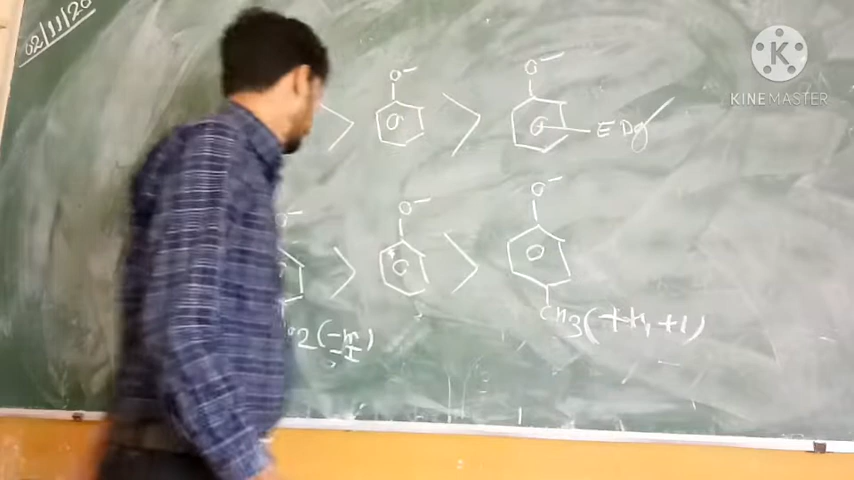 02/11/20
K
KINEMASTER
O⁻ > O⁻
> EDG
O⁻ > O⁻ > O⁻
2(-m, -I)
CH3(+H, +I)